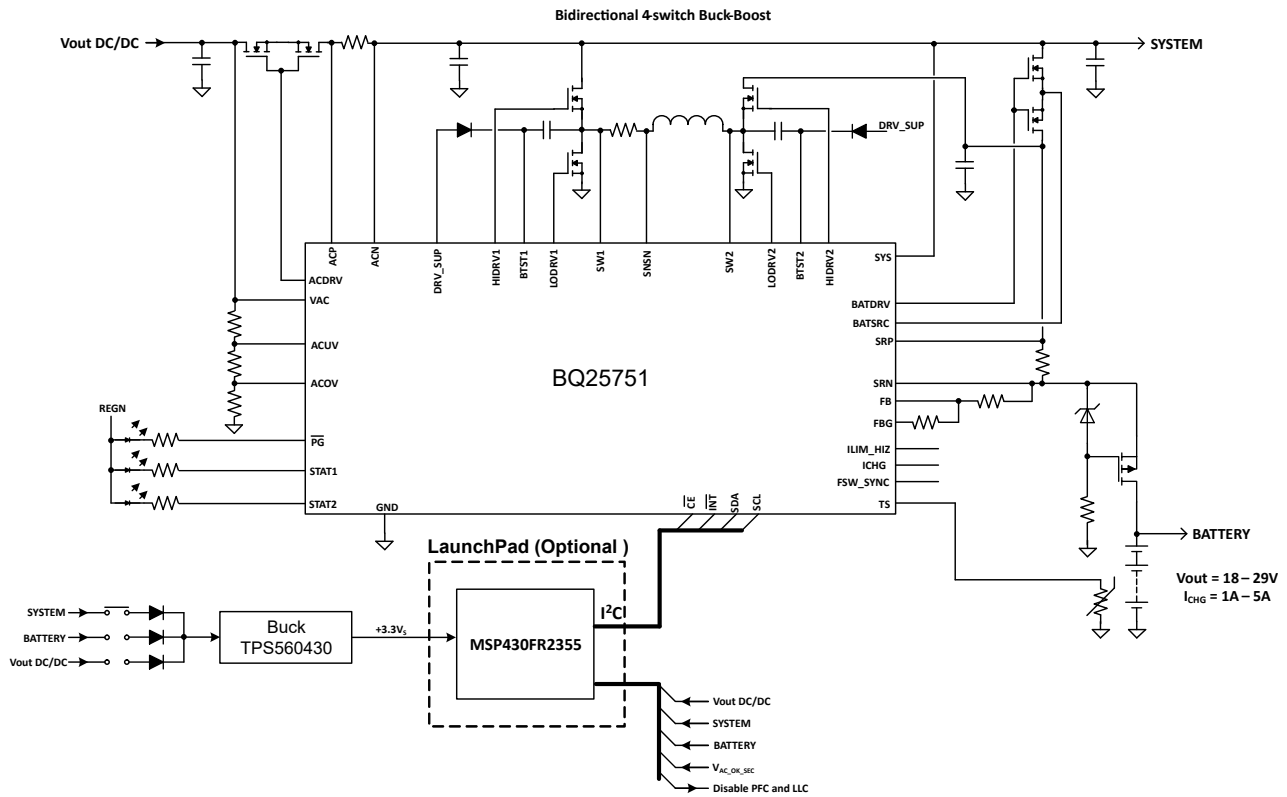 Bidirectional 4-switch Buck-Boost
Vout DC/DC
SYSTEM
DRV_SUP
ACP
ACN
DRV_SUP
HIDRV1
BTST1
LODRV1
SW1
SNSN
SW2
LODRV2
BTST2
HIDRV2
SYS
ACDRV
VAC
BATDRV
BATSRC
SRP
ACUV
ACOV
BQ25751
SRN
FB
FBG
REGN
PG
ILIM_HIZ
STAT1
ICHG
FSW_SYNC
STAT2
GND
CE
INT
SDA
SCL
TS
BATTERY
Vout = 18 – 29V
ICHG = 1A – 5A
LaunchPad (Optional )
I2C
SYSTEM
BATTERY
Vout DC/DC
Buck
TPS560430
+3.3VS
MSP430FR2355
Vout DC/DC
SYSTEM
BATTERY
VAC_OK_SEC
Disable PFC and LLC